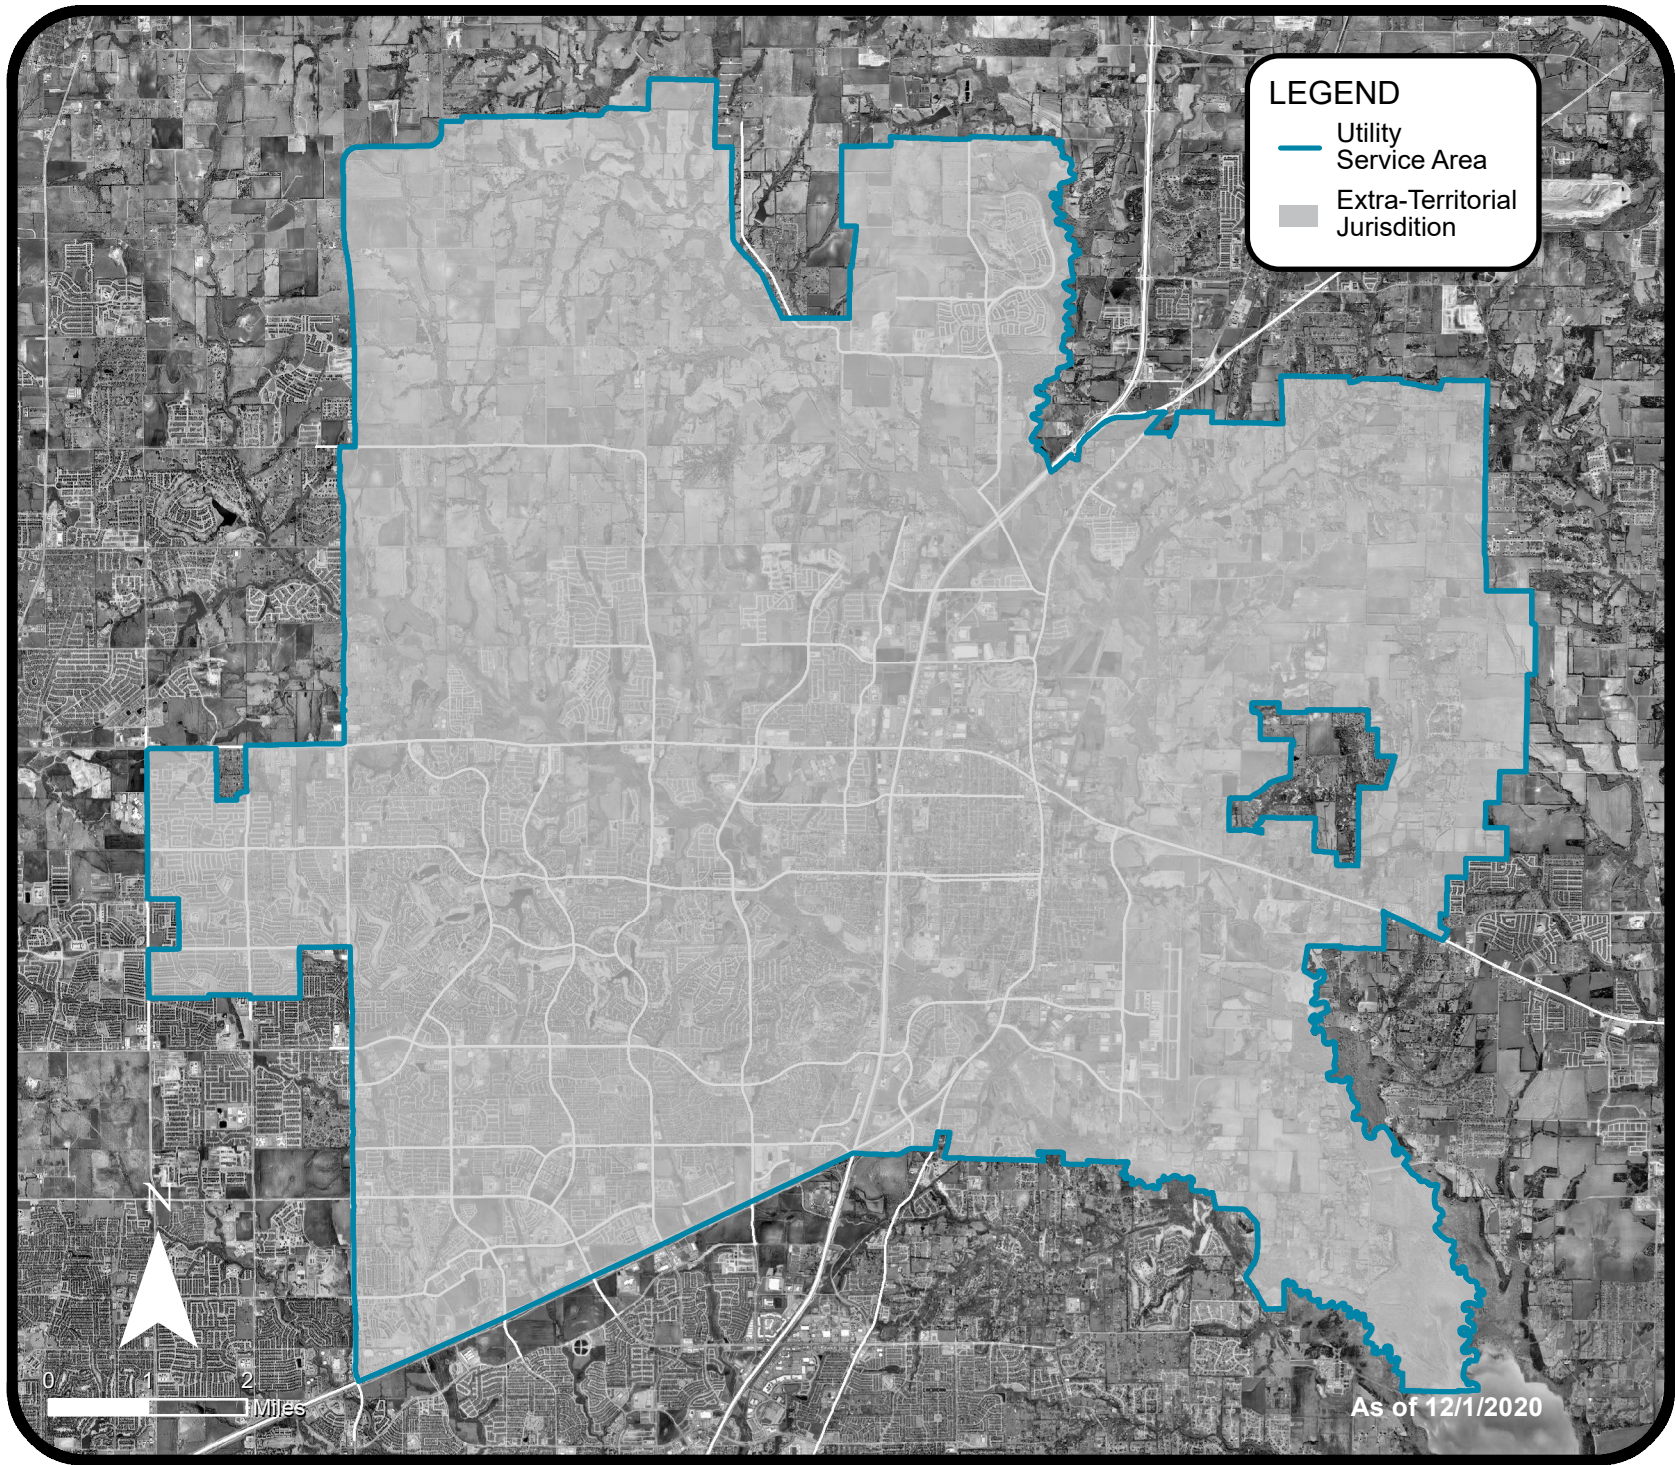 LEGEND
Utility
Service Area
Extra-Territorial
Jurisdition
N
0 1 2
Miles
As of 12/1/2020